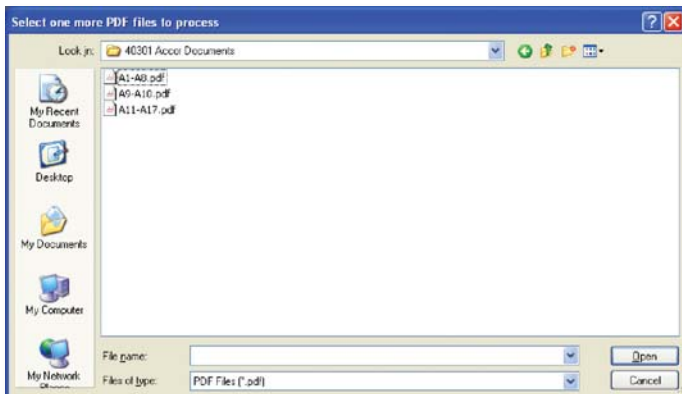 Select one more PDF files to process
Look in:
40301 Accor Documents
A1-A8.pdf
A9-A10.pdf
A11-A17.pdf
My Recent
Documents
Desktop
My Documents
My Computer
My Network
File name:
Open
Files of type:
PDF Files (*.pdf)
Cancel